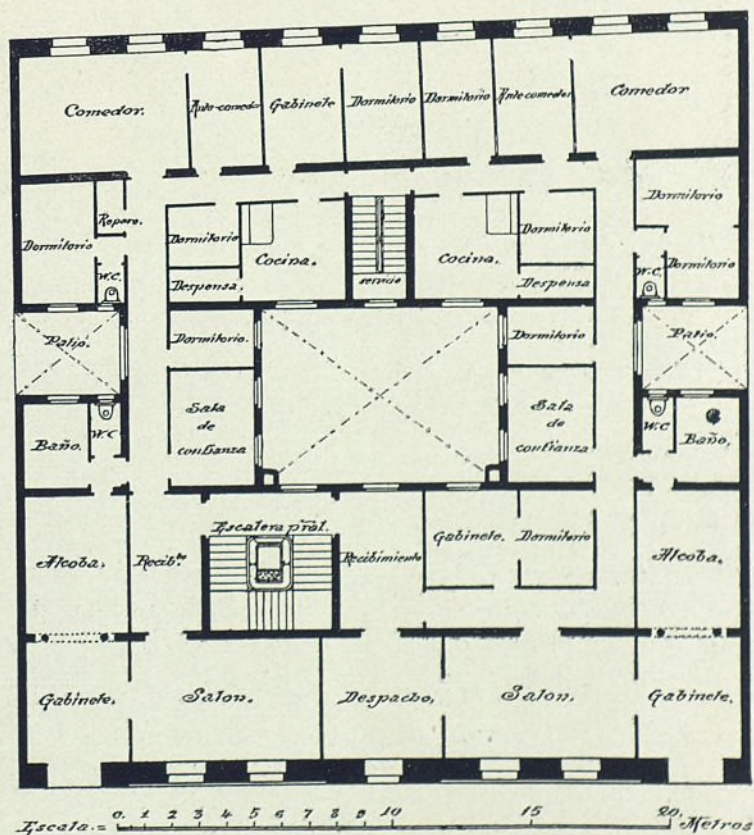 Comedor.
Ante-comedor
Gabinete
Dormitorio
Dormitorio
Ante comedor
Comedor
Dormitorio
Repero.
W.C.
Dormitorio
Cocina.
Despensa.
servicio
Cocina.
Dormitorio
Despensa
Dormitorio
W.C.
Dormitorio
Patio.
Dormitorio.
Dormitorio
Patio.
Baño.
W.C
Sala
de
confianza
Sala
de
confianza
W.C
Baño,
Alcoba,
Recibto.
Escalera pral.
Recibimiento
Gabinete.
Dormitorio
Alcoba,
Gabinete,
Salon.
Despacho,
Salon.
Gabinete,
Escala.= 0. 1 2 3 4 5 6 7 8 9 10 15 20, Metros